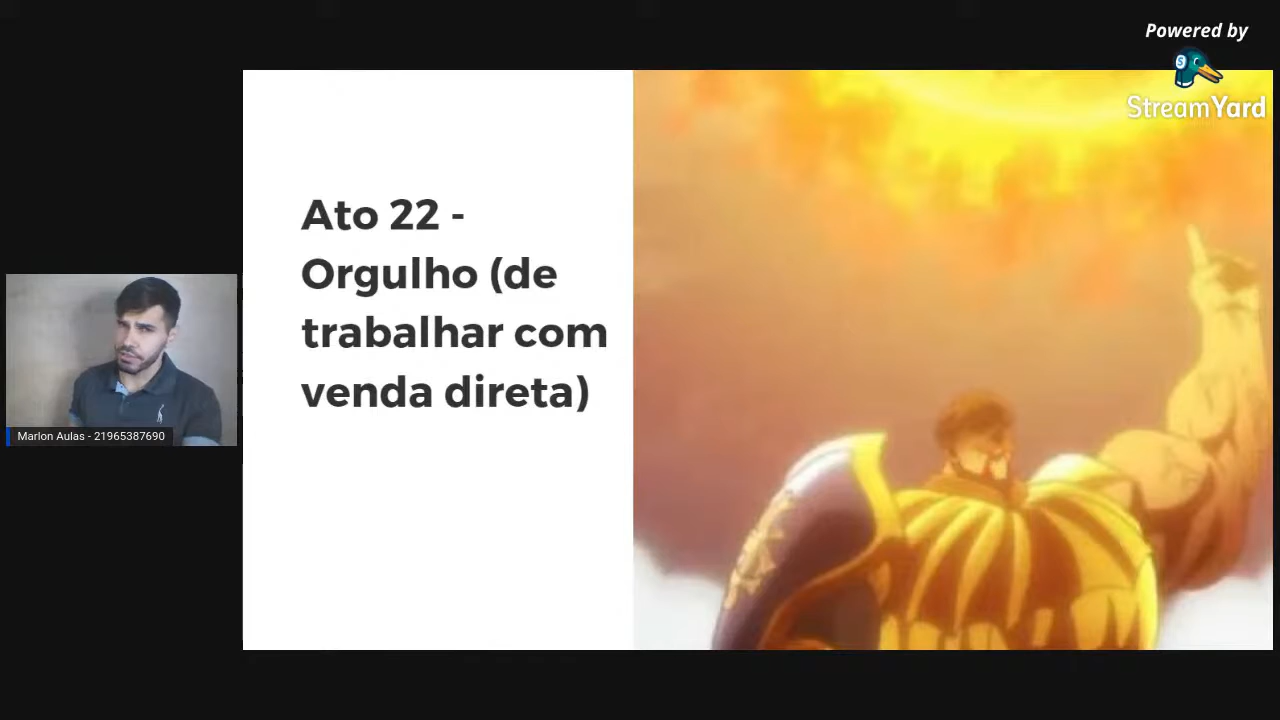 Powered by
StreamYard
Ato 22 -
Orgulho (de
trabalhar com
venda direta)
Marlon Aulas - 21965387690